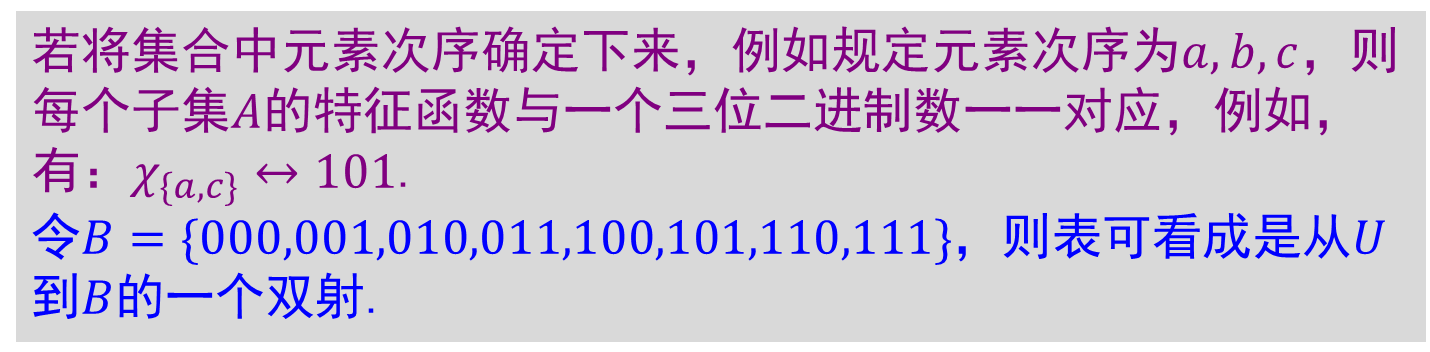 若将集合中元素次序确定下来，例如规定元素次序为a, b, c，则
每个子集A的特征函数与一个三位二进制数一一对应，例如，
有：χ_{a,c} ↔ 101.
令B = {000,001,010,011,100,101,110,111}，则表可看成是从U
到B的一个双射.